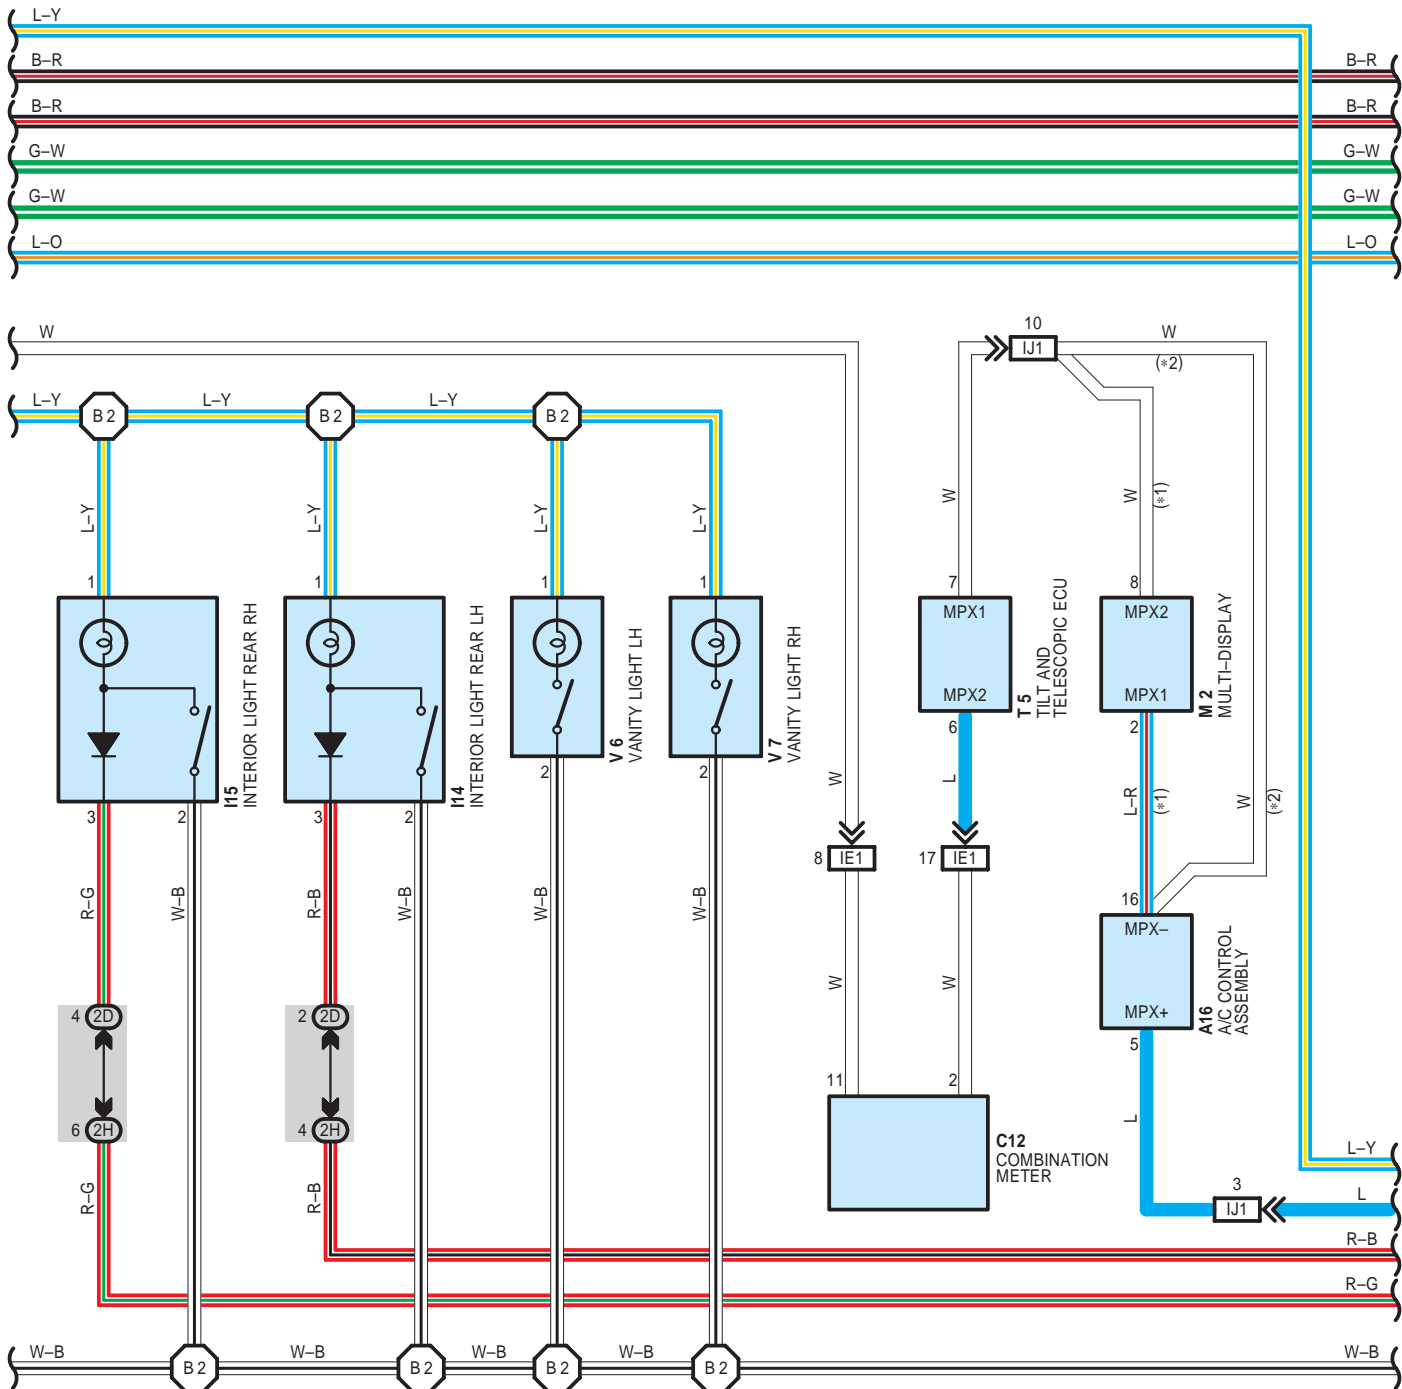 L–Y
B–R B–R
B–R B–R
G–W G–W
G–W G–W
L–O L–O
W
10
IJ1
W
(*2)
L–Y B 2 L–Y B 2 L–Y B 2
L–Y L–Y L–Y L–Y W W (*1)
1 1 1 1 7 8
I15
INTERIOR LIGHT REAR RH
I14
INTERIOR LIGHT REAR LH
V 6
VANITY LIGHT LH
V 7
VANITY LIGHT RH
MPX1
MPX2
T 5
TILT AND
TELESCOPIC ECU
MPX2
MPX1
M 2
MULTI–DISPLAY
3 2 3 2 2 2 6 2
W L L–R (*1) W (*2)
8 IE1 17 IE1
R–G W–B R–B W–B W–B W–B
16
MPX–
MPX+
A16
A/C CONTROL
ASSEMBLY
5
W W
4 2D 2 2D
6 2H 4 2H
11 2
C12
COMBINATION
METER
L
R–G R–B
L–Y
3
IJ1
L
R–B
R–G
W–B B 2 W–B B 2 W–B B 2 W–B B 2 W–B